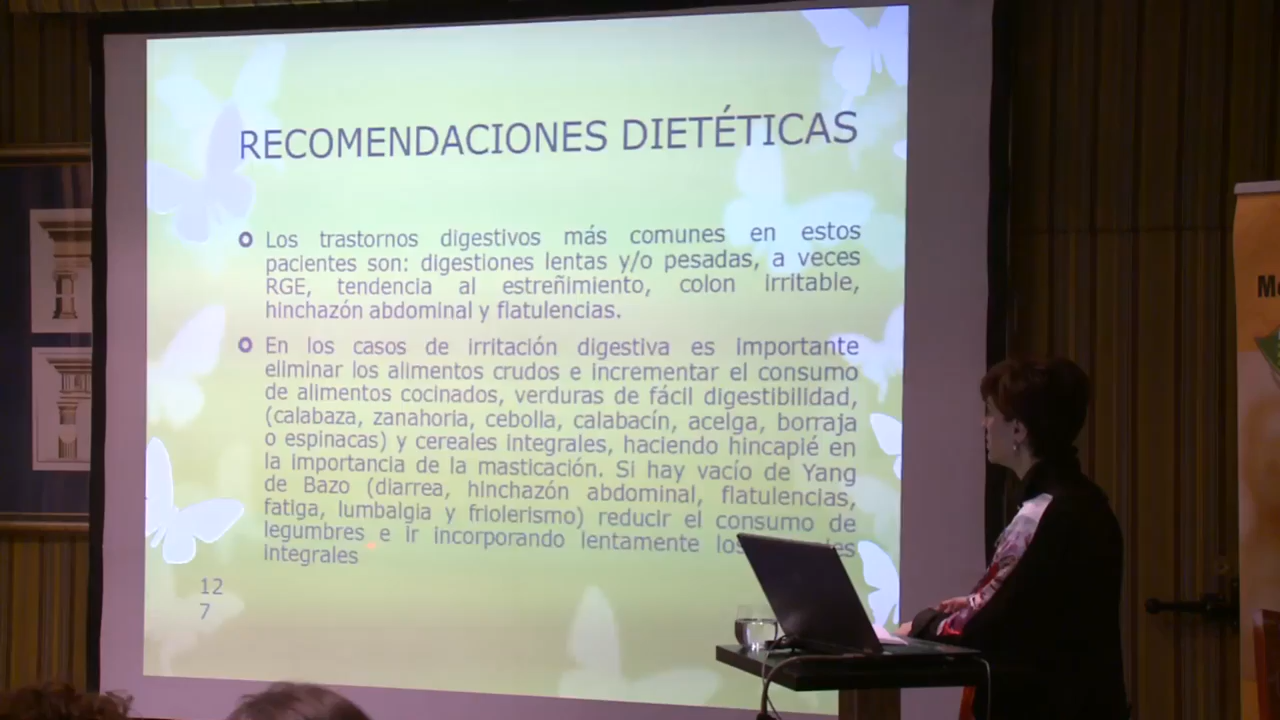 RECOMENDACIONES DIETÉTICAS
Los trastornos digestivos más comunes en estos
pacientes son: digestiones lentas y/o pesadas, a veces
RGE, tendencia al estreñimiento, colon irritable,
hinchazón abdominal y flatulencias.
En los casos de irritación digestiva es importante
eliminar los alimentos crudos e incrementar el consumo
de alimentos cocinados, verduras de fácil digestibilidad,
(calabaza, zanahoria, cebolla, calabacín, acelga, borraja
o espinacas) y cereales integrales, haciendo hincapié en
la importancia de la masticación. Si hay vacío de Yang
de Bazo (diarrea, hinchazón abdominal, flatulencias,
fatiga, lumbalgia y friolerismo) reducir el consumo de
legumbres e ir incorporando lentamente
integrales
12
7